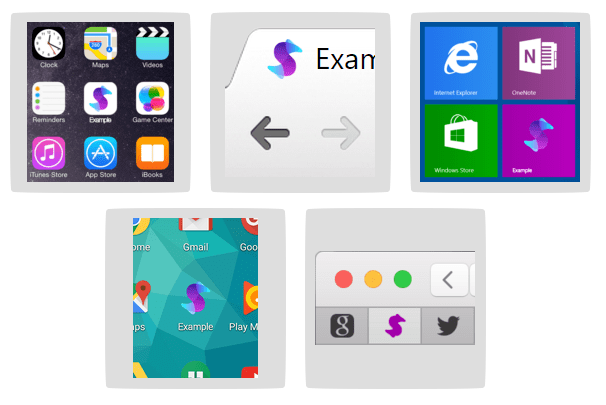 Clock Maps Videos
Reminders Example Game Center
iTunes Store App Store iBooks
Exam
Internet Explorer OneNote
N
Windows Store Example
ome Gmail Goo
aps Example Play M
g